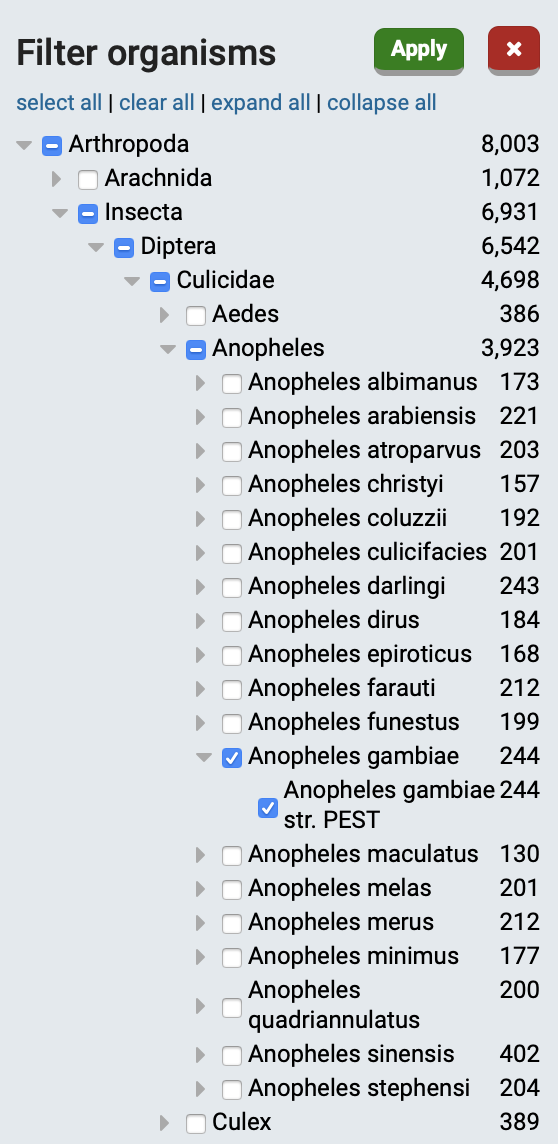 Filter organisms Apply
select all | clear all | expand all | collapse all
Arthropoda 8,003
Arachnida 1,072
Insecta 6,931
Diptera 6,542
Culicidae 4,698
Aedes 386
Anopheles 3,923
Anopheles albimanus 173
Anopheles arabiensis 221
Anopheles atroparvus 203
Anopheles christyi 157
Anopheles coluzzii 192
Anopheles culicifacies 201
Anopheles darlingi 243
Anopheles dirus 184
Anopheles epiroticus 168
Anopheles farauti 212
Anopheles funestus 199
Anopheles gambiae 244
Anopheles gambiae 244
str. PEST
Anopheles maculatus 130
Anopheles melas 201
Anopheles merus 212
Anopheles minimus 177
Anopheles 200
quadriannulatus
Anopheles sinensis 402
Anopheles stephensi 204
Culex 389